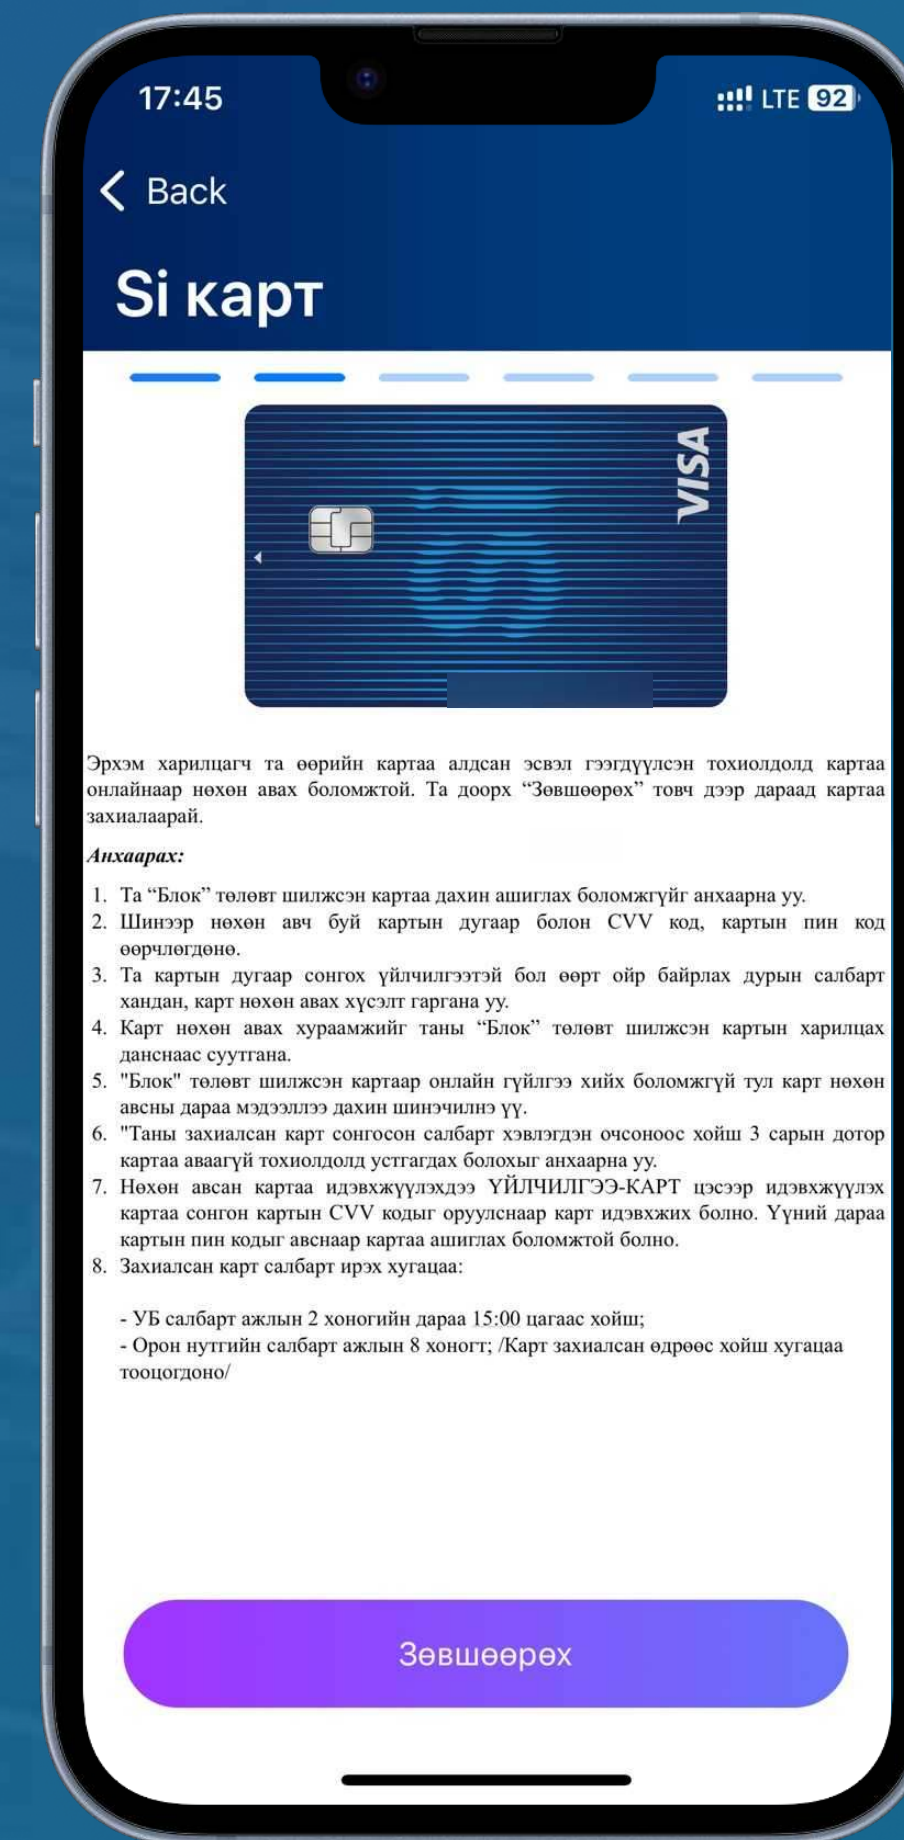 17:45
LTE 92
Back
Si карт
VISA
Эрхэм харилцагч та өөрийн картаа алдсан эсвэл гээгдүүлсэн тохиолдолд картаа
онлайнаар нөхөн авах боломжтой. Та доорх “Зөвшөөрөх” товч дээр дараад картаа
захиалаарай.
Анхаарах:
1. Та “Блок” төлөвт шилжсэн картаа дахин ашиглах боломжгүйг анхаарна уу.
2. Шинээр нөхөн авч буй картын дугаар болон CVV код, картын пин код
өөрчлөгдөнө.
3. Та картын дугаар сонгох үйлчилгээтэй бол өөрт ойр байрлах дурын салбарт
хандан, карт нөхөн авах хүсэлт гаргана уу.
4. Карт нөхөн авах хураамжийг таны “Блок” төлөвт шилжсэн картын харилцах
данснаас суутгана.
5. "Блок" төлөвт шилжсэн картаар онлайн гүйлгээ хийх боломжгүй тул карт нөхөн
авсны дараа мэдээллээ дахин шинэчилнэ үү.
6. "Таны захиалсан карт сонгосон салбарт хэвлэгдэн очсоноос хойш 3 сарын дотор
картаа аваагүй тохиолдолд устгагдах болохыг анхаарна уу.
7. Нөхөн авсан картаа идэвхжүүлэхдээ ҮЙЛЧИЛГЭЭ-КАРТ цэсээр идэвхжүүлэх
картаа сонгон картын CVV кодыг оруулснаар карт идэвхжих болно. Үүний дараа
картын пин кодыг авснаар картаа ашиглах боломжтой болно.
8. Захиалсан карт салбарт ирэх хугацаа:
- УБ салбарт ажлын 2 хоногийн дараа 15:00 цагаас хойш;
- Орон нутгийн салбарт ажлын 8 хоногт; /Карт захиалсан өдрөөс хойш хугацаа
тооцогдоно/
Зөвшөөрөх